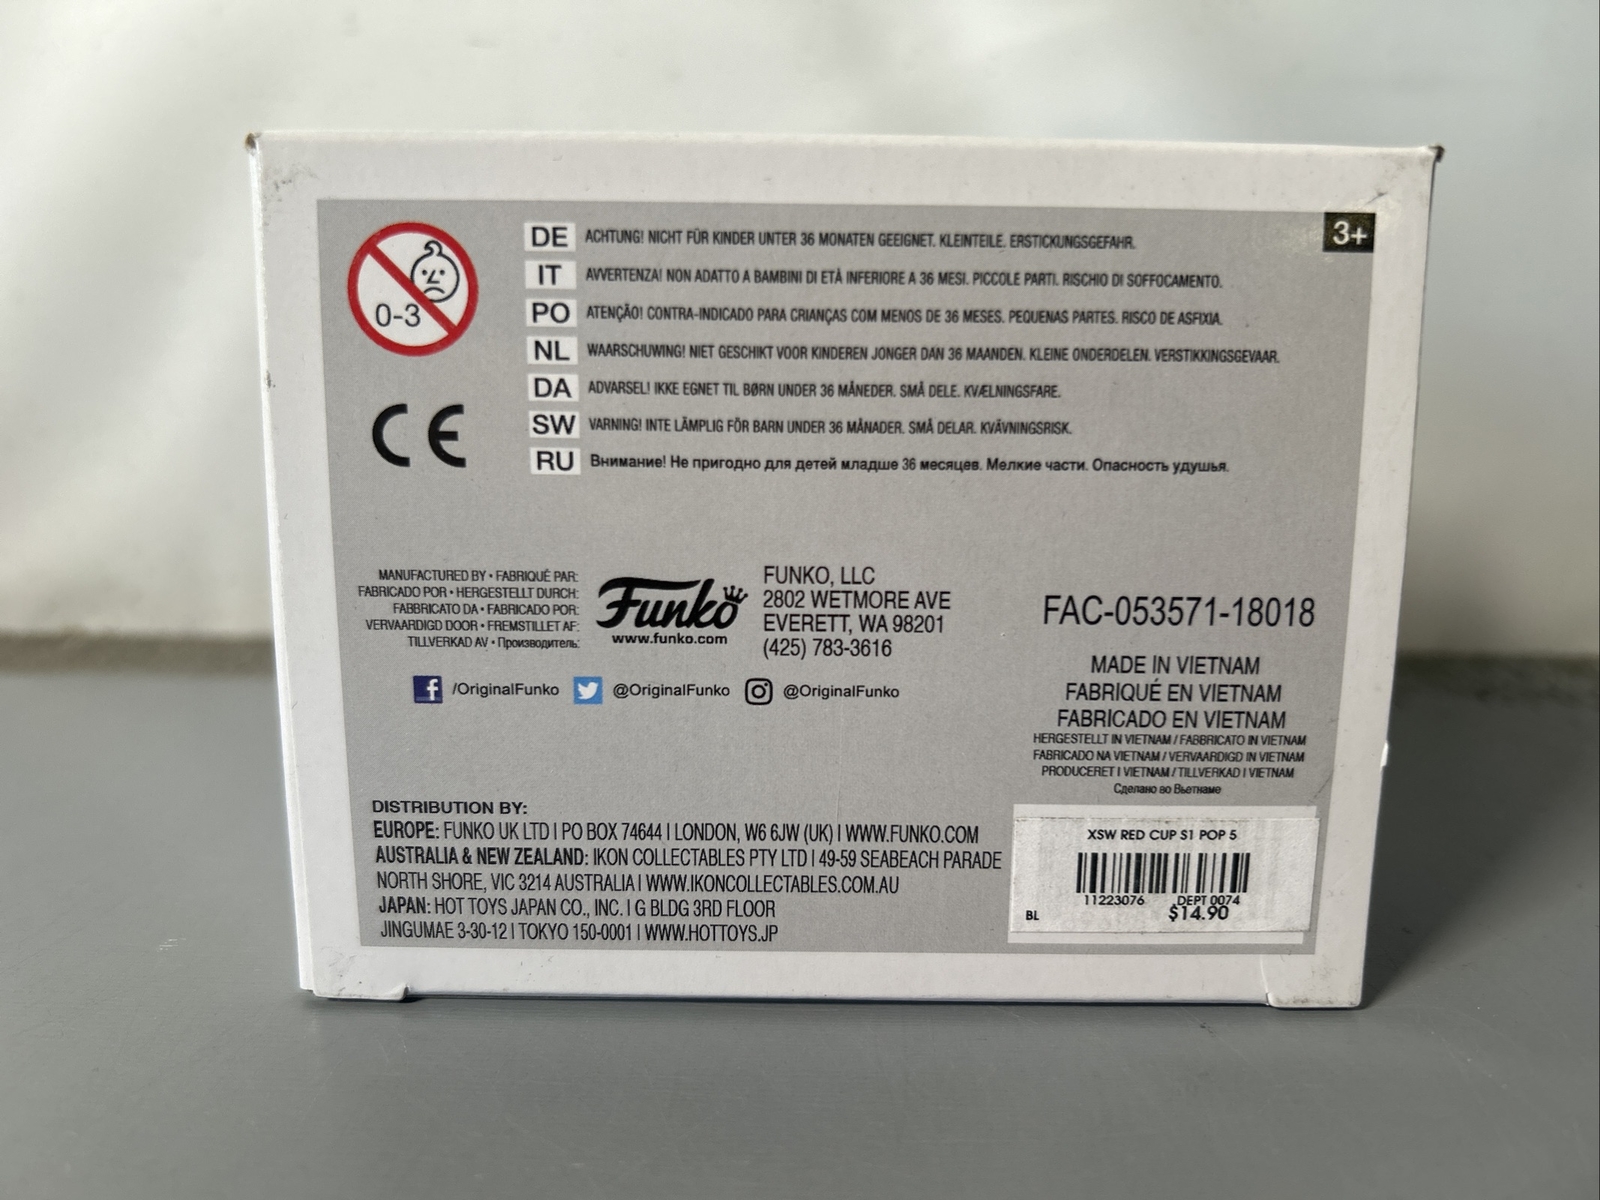 3+
0-3
DE ACHTUNG! NICHT FÜR KINDER UNTER 36 MONATEN GEEIGNET. KLEINTEILE. ERSTICKUNGSGEFAHR.
IT AVVERTENZA! NON ADATTO A BAMBINI DI ETÀ INFERIORE A 36 MESI. PICCOLE PARTI. RISCHIO DI SOFFOCAMENTO.
PO ATENÇÃO! CONTRA-INDICADO PARA CRIANÇAS COM MENOS DE 36 MESES. PEQUENAS PARTES. RISCO DE ASFIXIA.
NL WAARSCHUWING! NIET GESCHIKT VOOR KINDEREN JONGER DAN 36 MAANDEN. KLEINE ONDERDELEN. VERSTIKKINGSGEVAAR.
DA ADVARSEL! IKKE EGNET TIL BØRN UNDER 36 MÅNEDER. SMÅ DELE. KVÆLNINGSFARE.
SW VARNING! INTE LÄMPLIG FÖR BARN UNDER 36 MÅNADER. SMÅ DELAR. KVÄVNINGSRISK.
RU Внимание! Не пригодно для детей младше 36 месяцев. Мелкие части. Опасность удушья.
CE
MANUFACTURED BY • FABRIQUÉ PAR:
FABRICADO POR • HERGESTELLT DURCH:
FABBRICATO DA • FABRICADO POR:
VERVAARDIGD DOOR • FREMSTILLET AF:
TILLVERKAD AV • Производитель:
Funko
www.funko.com
FUNKO, LLC
2802 WETMORE AVE
EVERETT, WA 98201
(425) 783-3616
f /OriginalFunko @OriginalFunko @OriginalFunko
FAC-053571-18018
MADE IN VIETNAM
FABRIQUÉ EN VIETNAM
FABRICADO EN VIETNAM
HERGESTELLT IN VIETNAM / FABBRICATO IN VIETNAM
FABRICADO NA VIETNAM / VERVAARDIGD IN VIETNAM
PRODUCERET I VIETNAM / TILLVERKAD I VIETNAM
Сделано во Вьетнаме
DISTRIBUTION BY:
EUROPE: FUNKO UK LTD | PO BOX 74644 | LONDON, W6 6JW (UK) | WWW.FUNKO.COM
AUSTRALIA & NEW ZEALAND: IKON COLLECTABLES PTY LTD | 49-59 SEABEACH PARADE
NORTH SHORE, VIC 3214 AUSTRALIA | WWW.IKONCOLLECTABLES.COM.AU
JAPAN: HOT TOYS JAPAN CO., INC. | G BLDG 3RD FLOOR
JINGUMAE 3-30-12 | TOKYO 150-0001 | WWW.HOTTOYS.JP
XSW RED CUP S1 POP 5
11223076 DEPT 0074
BL $14.90